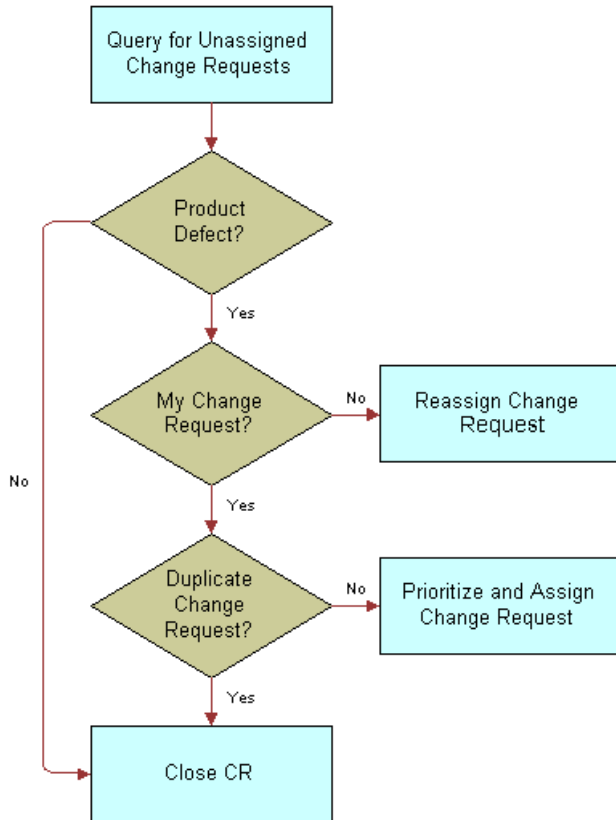 Query for Unassigned
Change Requests
Product
Defect?
Yes
My Change
Request?
No
Reassign Change
Request
No
Yes
Duplicate
Change
Request?
No
Prioritize and Assign
Change Request
Yes
Close CR